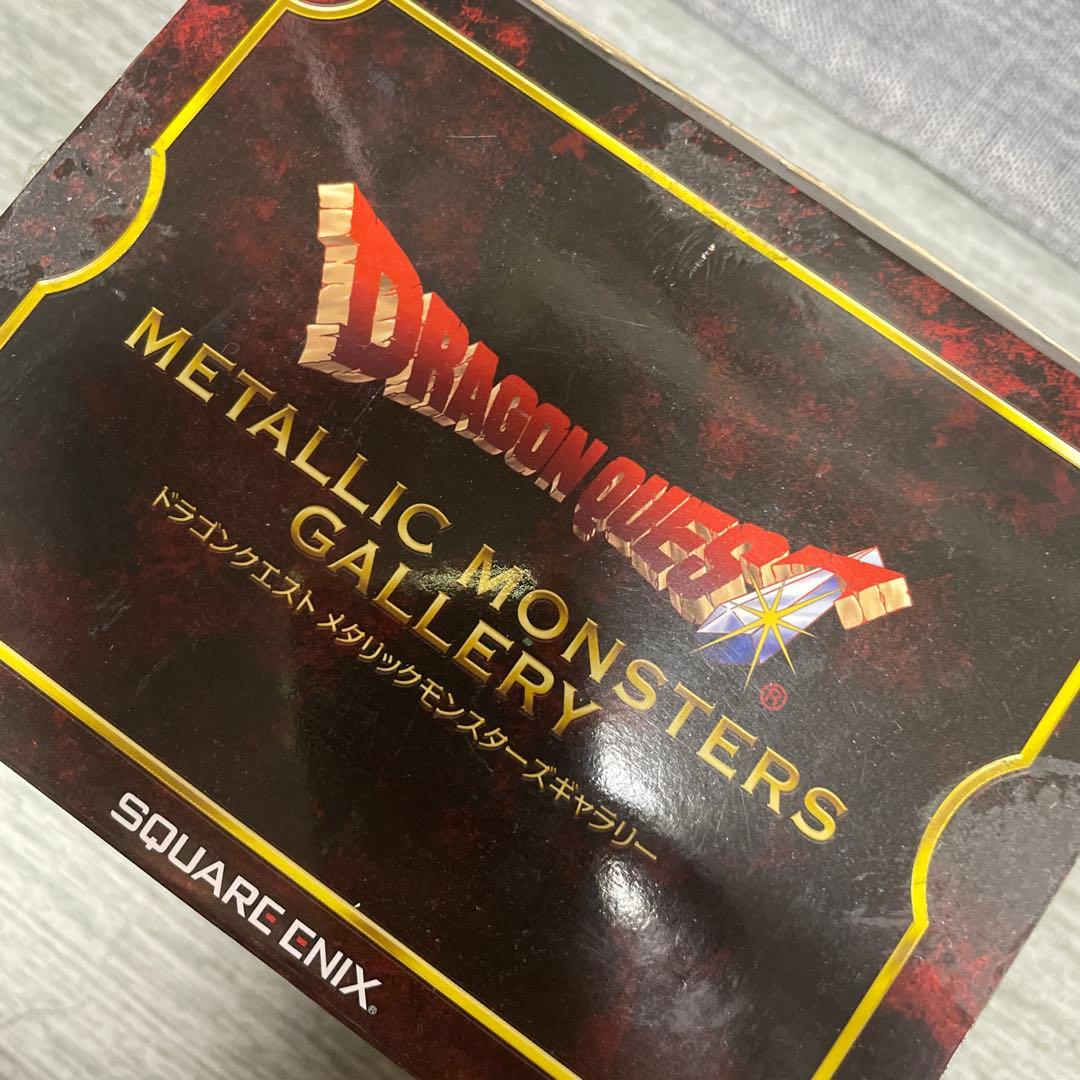 DRAGON QUEST
®
METALLIC MONSTERS
GALLERY
ドラゴンクエスト メタリックモンスターズギャラリー
SQUARE ENIX®